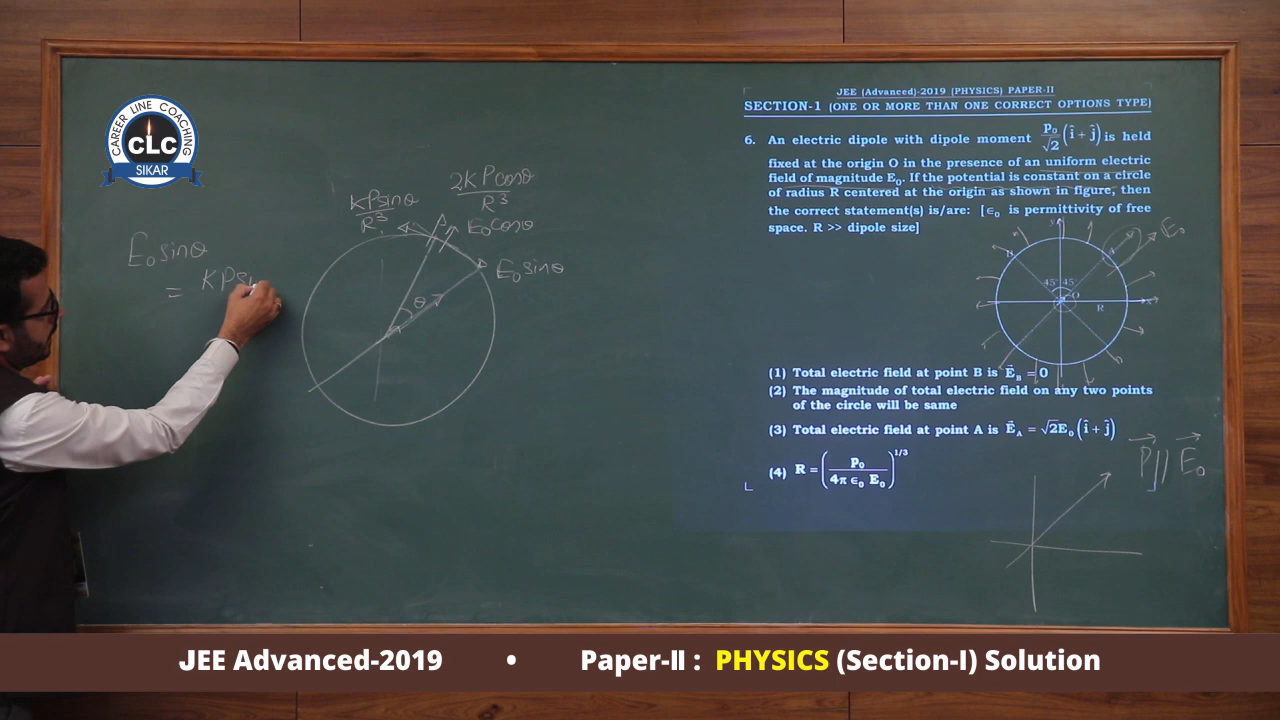 CAREER LINE COACHING
CLC
SIKAR
JEE (Advanced)-2019 (PHYSICS) PAPER-II
SECTION-1 (ONE OR MORE THAN ONE CORRECT OPTIONS TYPE)
6. An electric dipole with dipole moment p₀/√2 (î + ĵ) is held
fixed at the origin O in the presence of an uniform electric
field of magnitude E₀. If the potential is constant on a circle
of radius R centered at the origin as shown in figure, then
the correct statement(s) is/are: [ε₀ is permittivity of free
space. R >> dipole size]
y
E₀
A
B
45° 45°
O
x
R
(1) Total electric field at point B is E⃗_B = 0
(2) The magnitude of total electric field on any two points
of the circle will be same
(3) Total electric field at point A is E⃗_A = √2E₀(î + ĵ)
(4) R = (p₀/4π ε₀ E₀)^1/3
P⃗ || E⃗₀
kPsinθ/R³
2kPcosθ/R³
E₀cosθ
E₀sinθ
θ
E₀sinθ
= kPsi
JEE Advanced-2019 • Paper-II : PHYSICS (Section-I) Solution